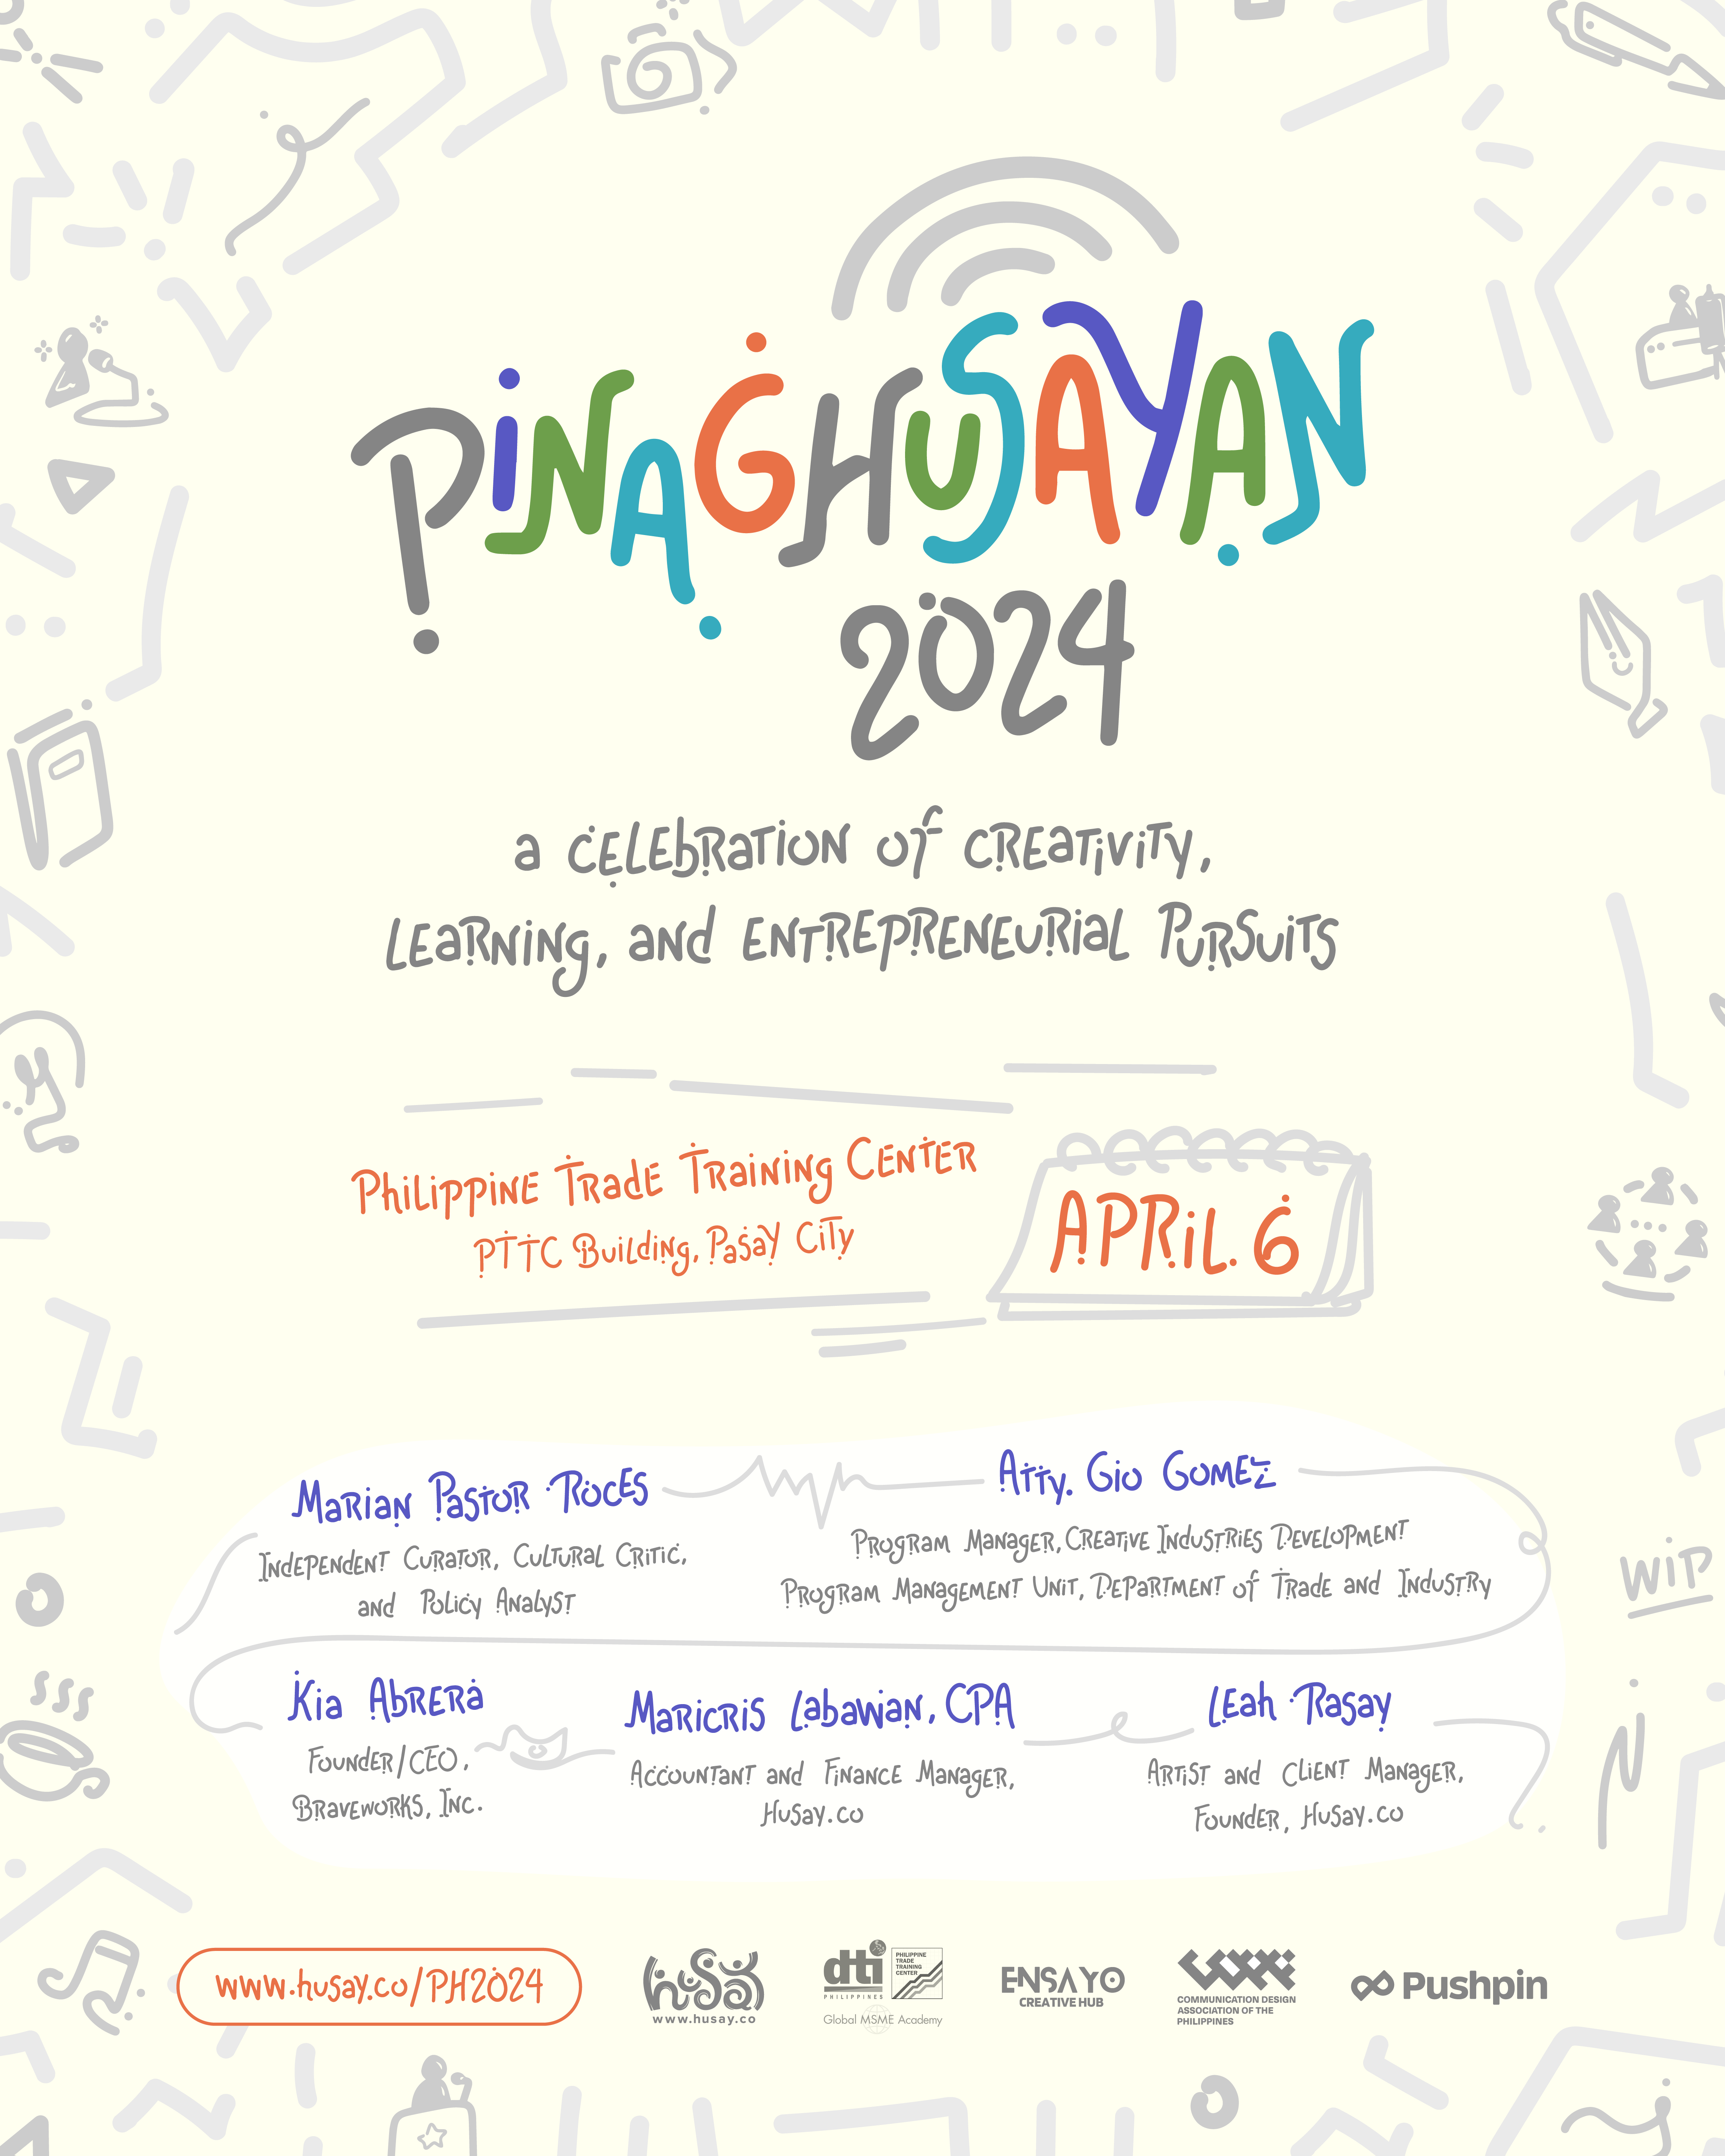 PINAGHUSAYAN
2024
a CELEbRaTiON of CREaTiViTy,
LEaRNiNg, aNd ENTREPRENEURiaL PURSuiTS
PhiLippiNE TRadE TRaiNiNg CENTER
PTTC BuiLdiNg, PaSaY CiTy
APRiL 6
MaRiaN PaSTOR ROCES
INdEPENdENT CuRaTOR, CuLTURaL CRiTiC,
aNd PoLiCy ANaLyST
ATTy. GiO GOMEZ
PROgRaM MaNagER, CREaTiVE INduSTRiES DEVELOPMENT
PROgRaM MaNagEMENT UNiT, DEPaRTMENT of TRadE aNd INduSTRy
Kia AbRERa
FOuNdER/CEO,
BRaVEwORKS, INC.
MaRiCRiS LabawaN, CPA
ACCOuNTaNT aNd FiNaNCE MaNagER,
HuSay.co
LEah RaSay
ARTiST aNd CLiENT MaNagER,
FOuNdER, HuSay.co
WiP
www.husay.co/PH2024
husay
www.husay.co
dti
PHILIPPINES
PHILIPPINE
TRADE
TRAINING
CENTER
Global MSME Academy
ENSAYO
CREATIVE HUB
COMMUNICATION DESIGN
ASSOCIATION OF THE
PHILIPPINES
Pushpin